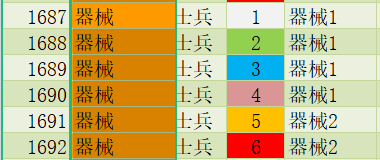 1687 器械 士兵 1 器械1
1688 器械 士兵 2 器械1
1689 器械 士兵 3 器械1
1690 器械 士兵 4 器械1
1691 器械 士兵 5 器械2
1692 器械 士兵 6 器械2